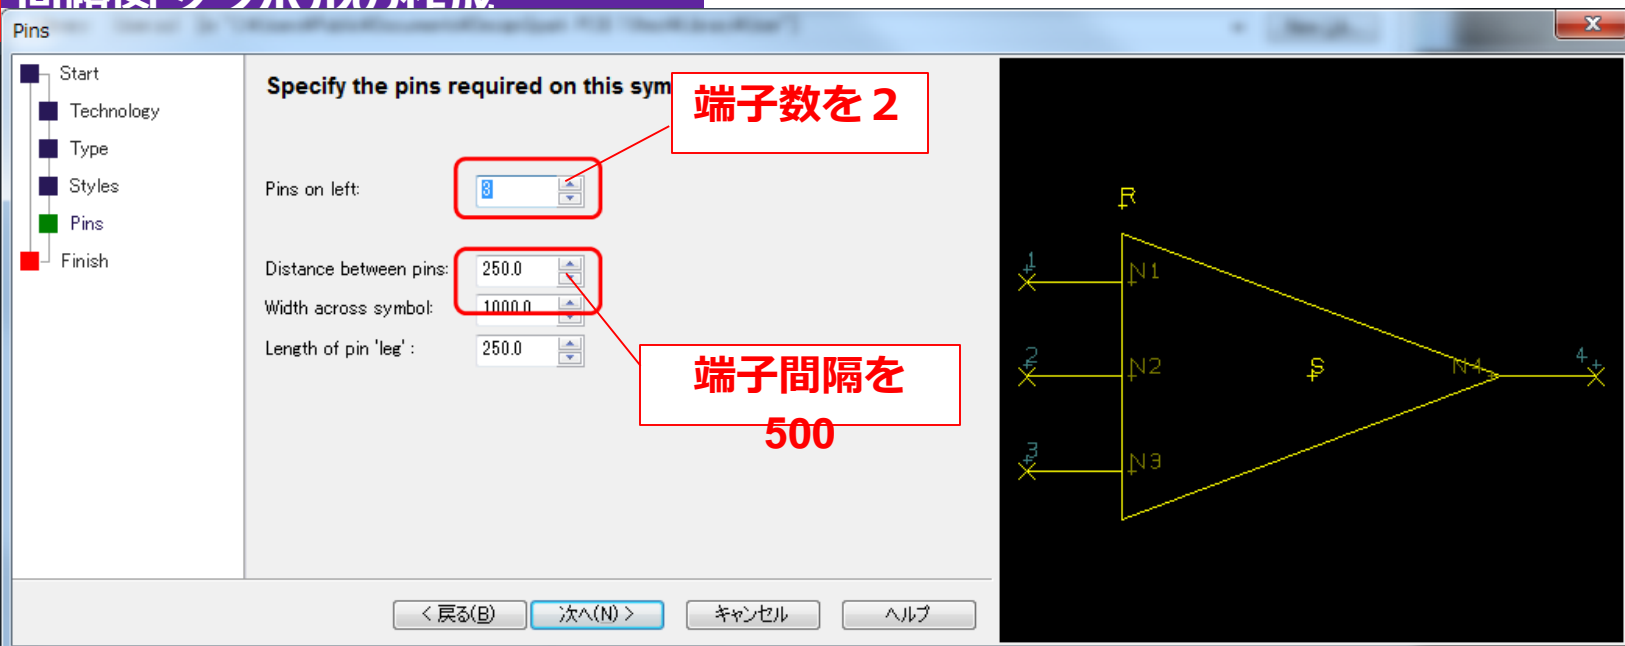 Pins
Start
Technology
Type
Styles
Pins
Finish
Specify the pins required on this sym
端子数を２
Pins on left:
3
Distance between pins:
250.0
Width across symbol:
1000.0
Length of pin 'leg' :
250.0
端子間隔を
500
< 戻る(B)
次へ(N) >
キャンセル
ヘルプ
R
1
N1
2
N2
S
N4
4
3
N3